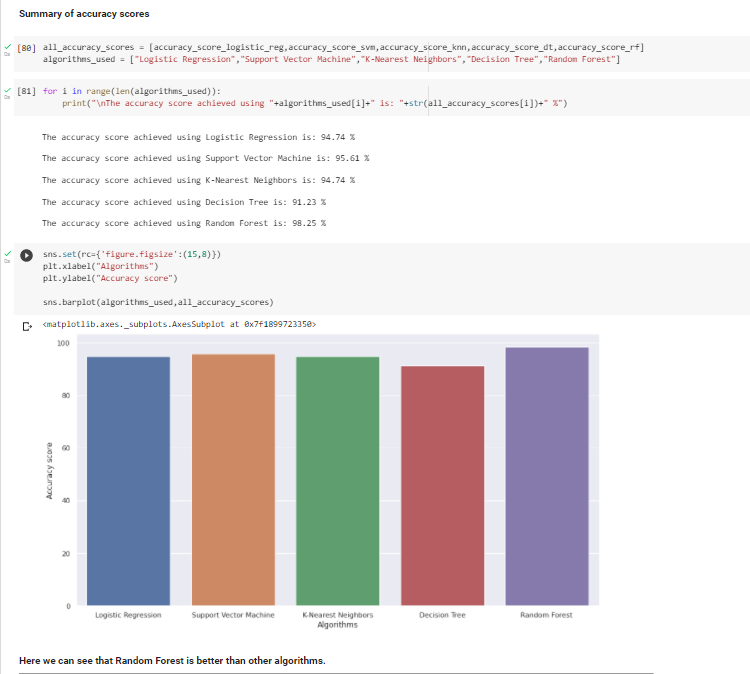 Summary of accuracy scores
[80] all_accuracy_scores = [accuracy_score_logistic_reg,accuracy_score_svm,accuracy_score_knn,accuracy_score_dt,accuracy_score_rf]
algorithms_used = ["Logistic Regression","Support Vector Machine","K-Nearest Neighbors","Decision Tree","Random Forest"]
0s
[81] for i in range(len(algorithms_used)):
print("\nThe accuracy score achieved using "+algorithms_used[i]+" is: "+str(all_accuracy_scores[i])+" %")
0s
The accuracy score achieved using Logistic Regression is: 94.74 %
The accuracy score achieved using Support Vector Machine is: 95.61 %
The accuracy score achieved using K-Nearest Neighbors is: 94.74 %
The accuracy score achieved using Decision Tree is: 91.23 %
The accuracy score achieved using Random Forest is: 98.25 %
sns.set(rc={'figure.figsize':(15,8)})
0s
plt.xlabel("Algorithms")
plt.ylabel("Accuracy score")
sns.barplot(algorithms_used,all_accuracy_scores)
<matplotlib.axes._subplots.AxesSubplot at 0x7f1899723350>
100
80
60
40
20
0
Accuracy score
Logistic Regression Support Vector Machine K-Nearest Neighbors Decision Tree Random Forest
Algorithms
Here we can see that Random Forest is better than other algorithms.